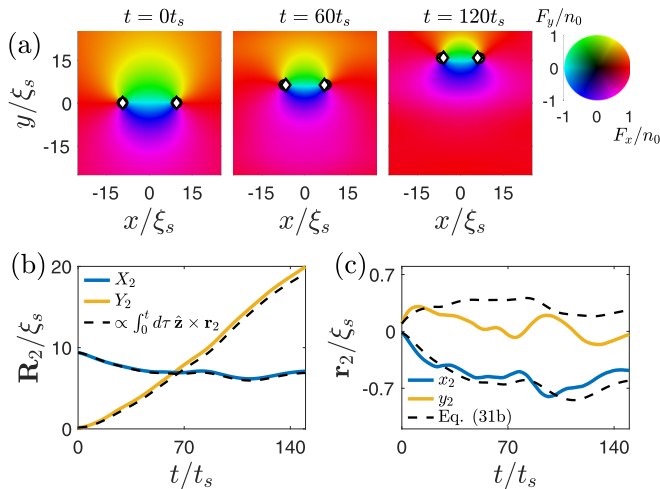 t = 0t_s
t = 60t_s
t = 120t_s
(a)
y/ξ_s
15
0
-15
-15 0 15
-15 0 15
-15 0 15
x/ξ_s
x/ξ_s
x/ξ_s
F_y/n_0
1
0
-1
-1 0 1
F_x/n_0
(b)
R_2/ξ_s
20
10
0
X_2
Y_2
∝ ∫_0^t dτ ẑ × r_2
0 70 140
t/t_s
(c)
r_2/ξ_s
0.7
0
-0.7
x_2
y_2
Eq. (31b)
0 70 140
t/t_s